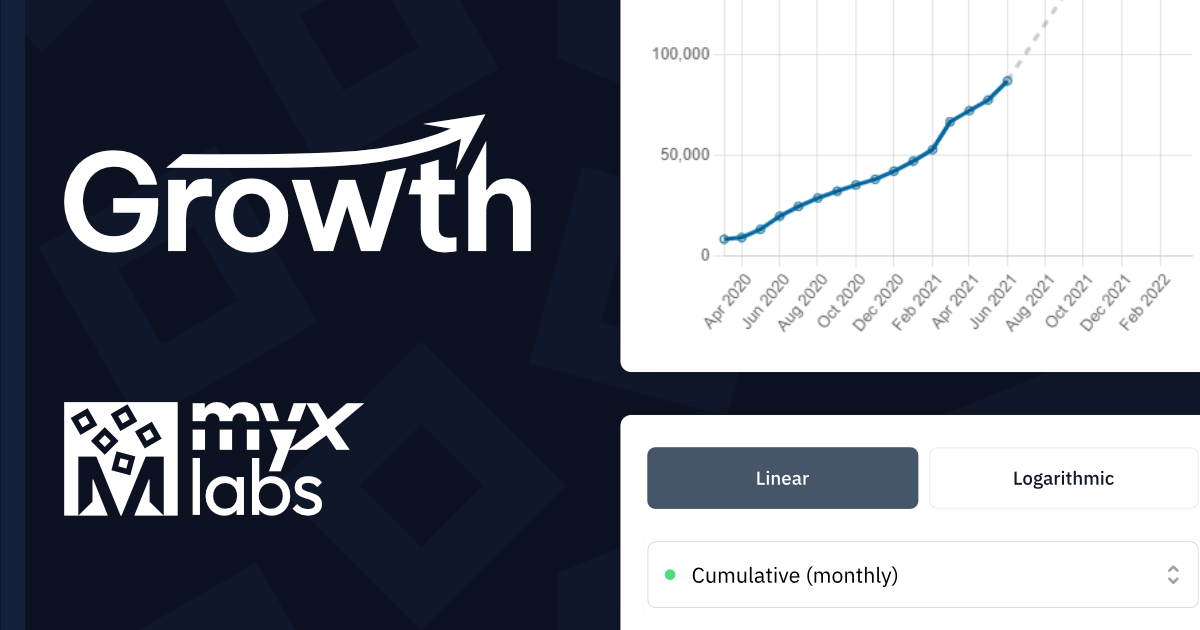 Growth
myx
labs
100,000
50,000
0
Apr 2020
Jun 2020
Aug 2020
Oct 2020
Dec 2020
Feb 2021
Apr 2021
Jun 2021
Aug 2021
Oct 2021
Dec 2021
Feb 2022
Linear
Logarithmic
Cumulative (monthly)